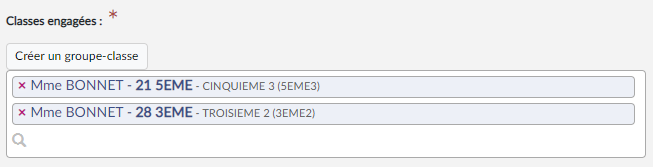 Classes engagées : *
Créer un groupe-classe
× Mme BONNET - 21 5EME - CINQUIEME 3 (5EME3)
× Mme BONNET - 28 3EME - TROISIEME 2 (3EME2)